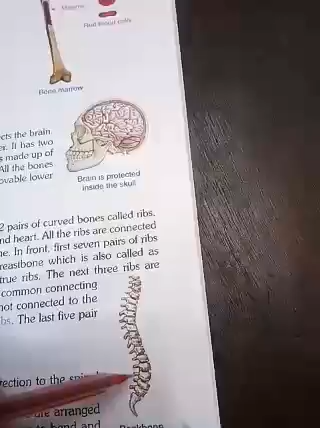 Red blood cells
Bone marrow
cts the brain.
er. It has two
s made up of
All the bones
ovable lower
Brain is protected
inside the skull
2 pairs of curved bones called ribs.
nd heart. All the ribs are connected
ne. In front, first seven pairs of ribs
reastbone which is also called as
true ribs. The next three ribs are
common connecting
not connected to the
bs. The last five pair
ection to the
are arranged
to bend and
Backbone